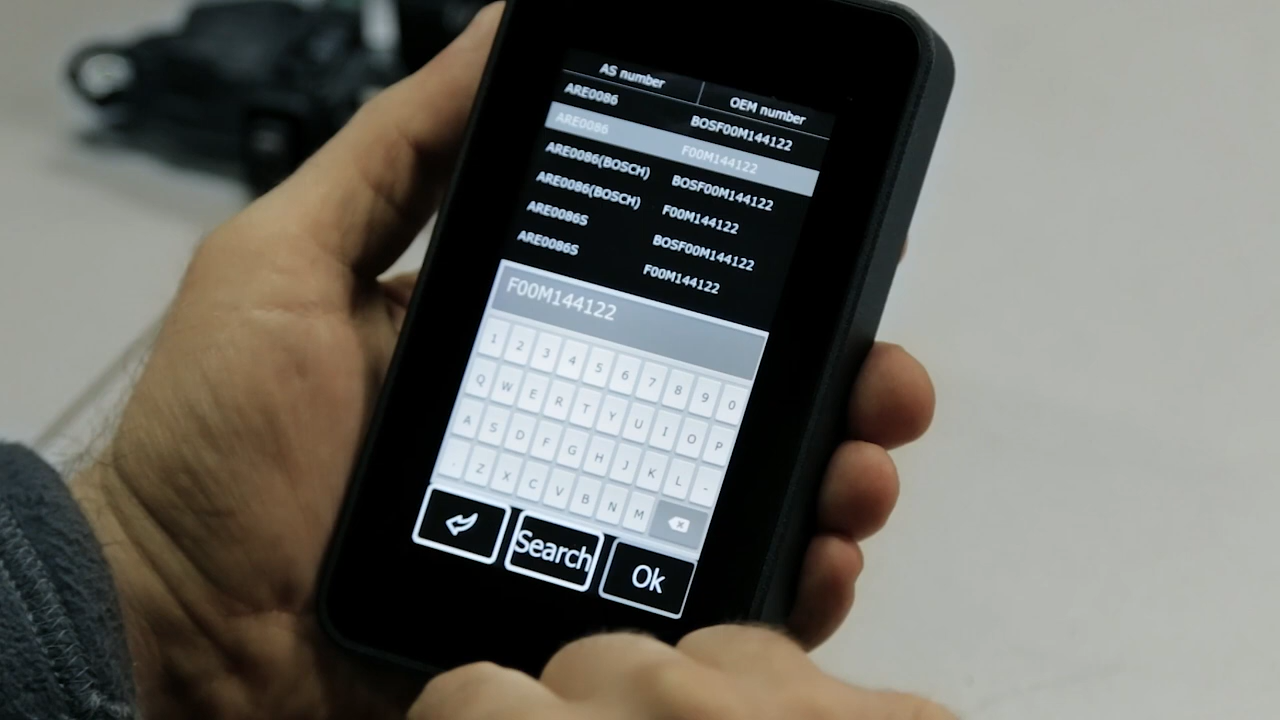 AS number OEM number
ARE0086 BOSF00M144122
ARE0086 F00M144122
ARE0086(BOSCH) BOSF00M144122
ARE0086(BOSCH) F00M144122
ARE0086S BOSF00M144122
ARE0086S F00M144122
F00M144122
1 2 3 4 5 6 7 8 9 0
Q W E R T Y U I O P
A S D F G H J K L -
. Z X C V B N M
Search Ok